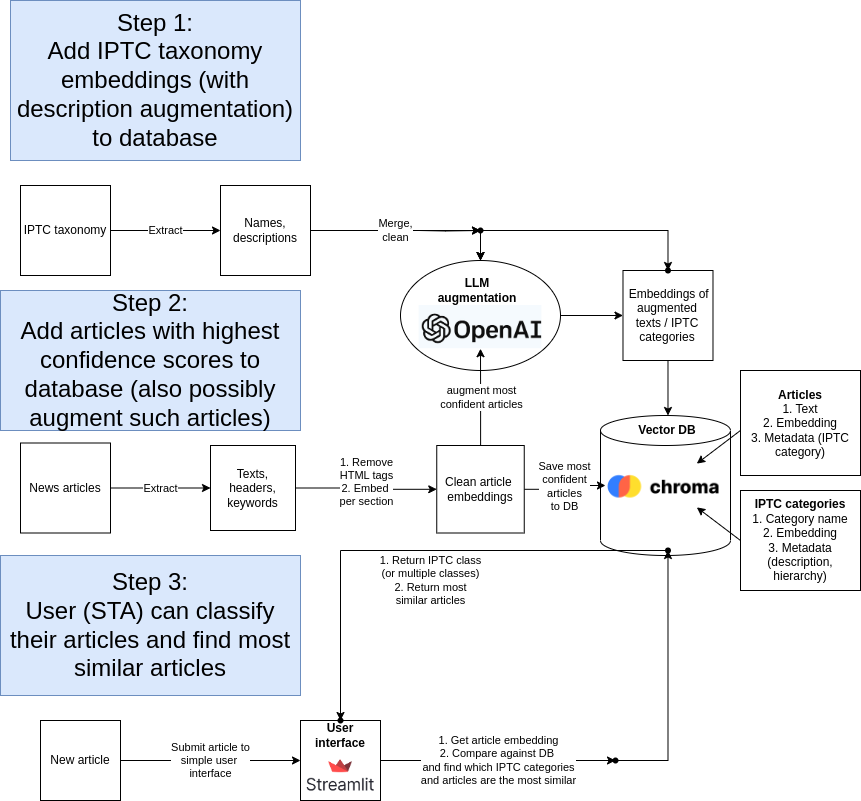 Step 1:
Add IPTC taxonomy
embeddings (with
description augmentation)
to database
IPTC taxonomy
Extract
Names,
descriptions
Merge,
clean
LLM
augmentation
OpenAI
Embeddings of
augmented
texts / IPTC
categories
Step 2:
Add articles with highest
confidence scores to
database (also possibly
augment such articles)
augment most
confident articles
News articles
Extract
Texts,
headers,
keywords
1. Remove
HTML tags
2. Embed
per section
Clean article
embeddings
Save most
confident
articles
to DB
Vector DB
chroma
Articles
1. Text
2. Embedding
3. Metadata (IPTC
category)
IPTC categories
1. Category name
2. Embedding
3. Metadata
(description,
hierarchy)
Step 3:
User (STA) can classify
their articles and find most
similar articles
1. Return IPTC class
(or multiple classes)
2. Return most
similar articles
New article
Submit article to
simple user
interface
User
interface
Streamlit
1. Get article embedding
2. Compare against DB
and find which IPTC categories
and articles are the most similar